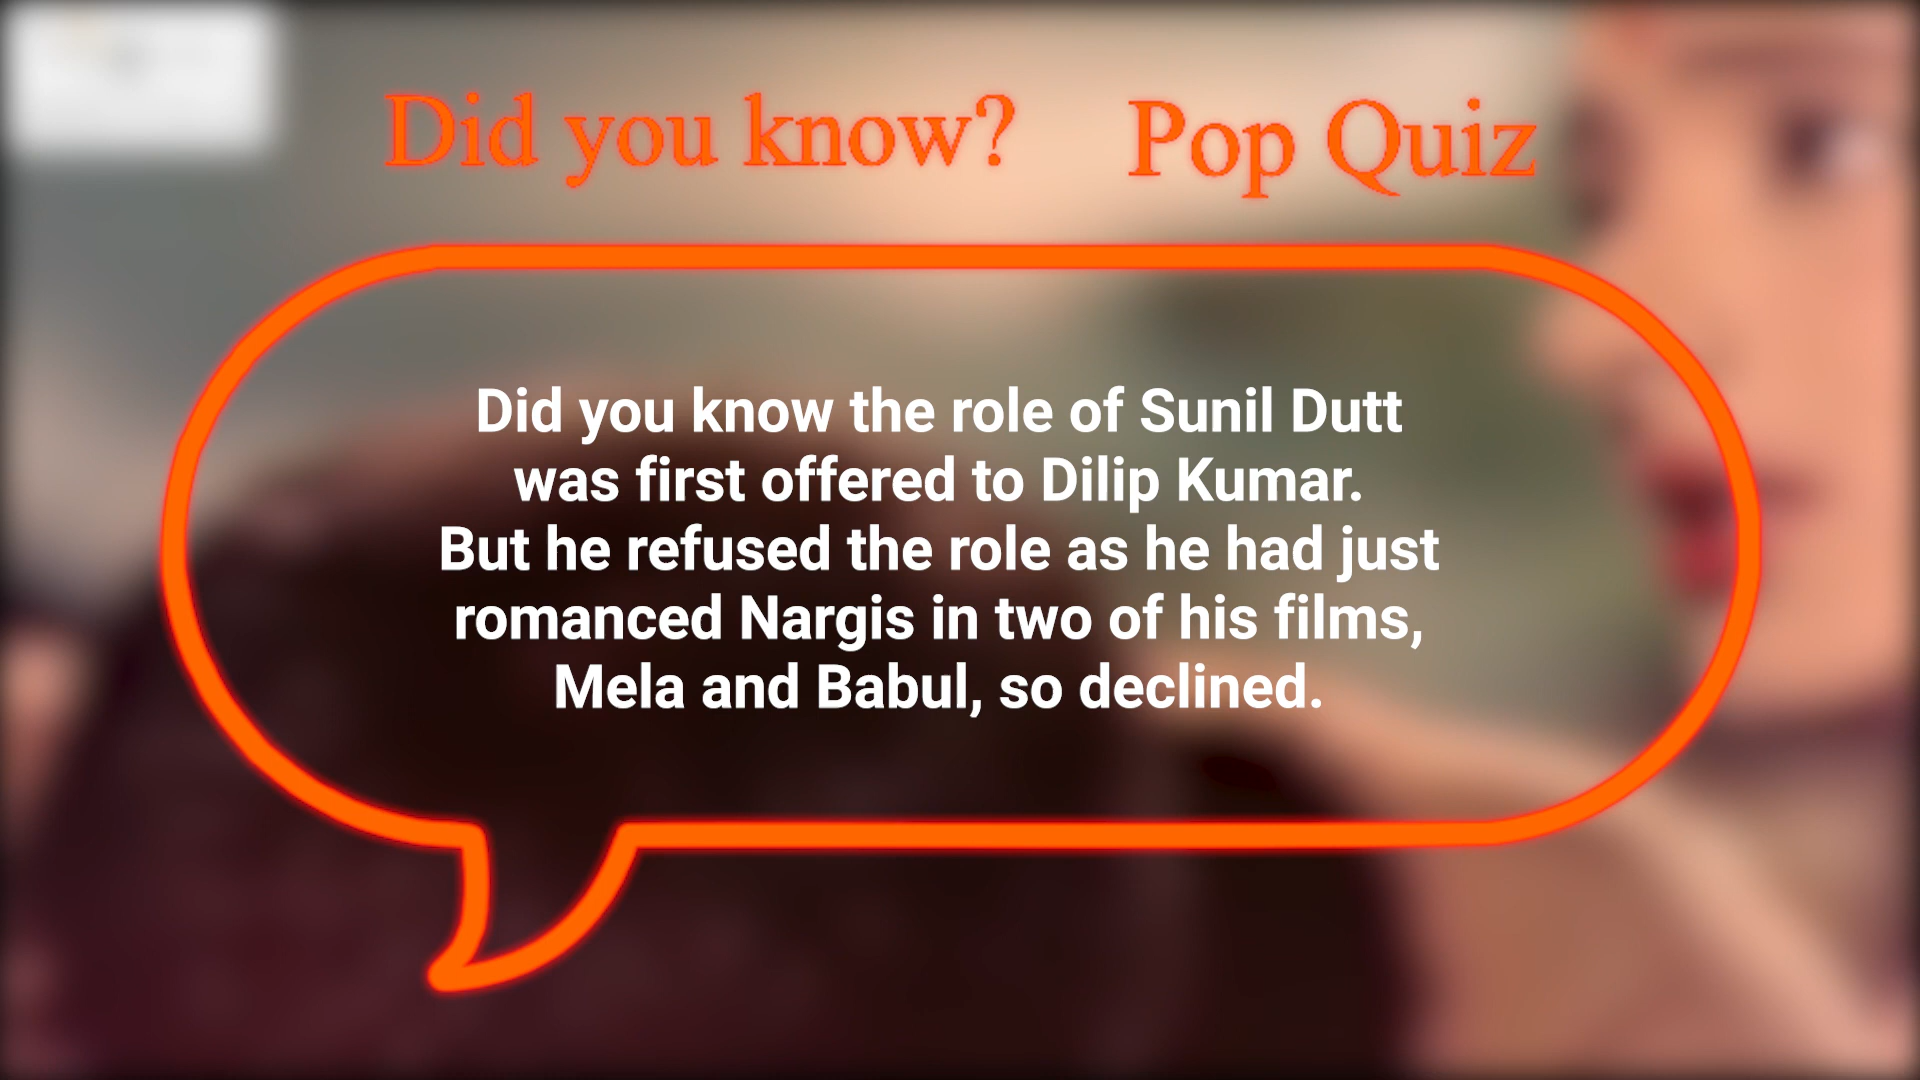 Did you know? Pop Quiz
Did you know the role of Sunil Dutt
was first offered to Dilip Kumar.
But he refused the role as he had just
romanced Nargis in two of his films,
Mela and Babul, so declined.